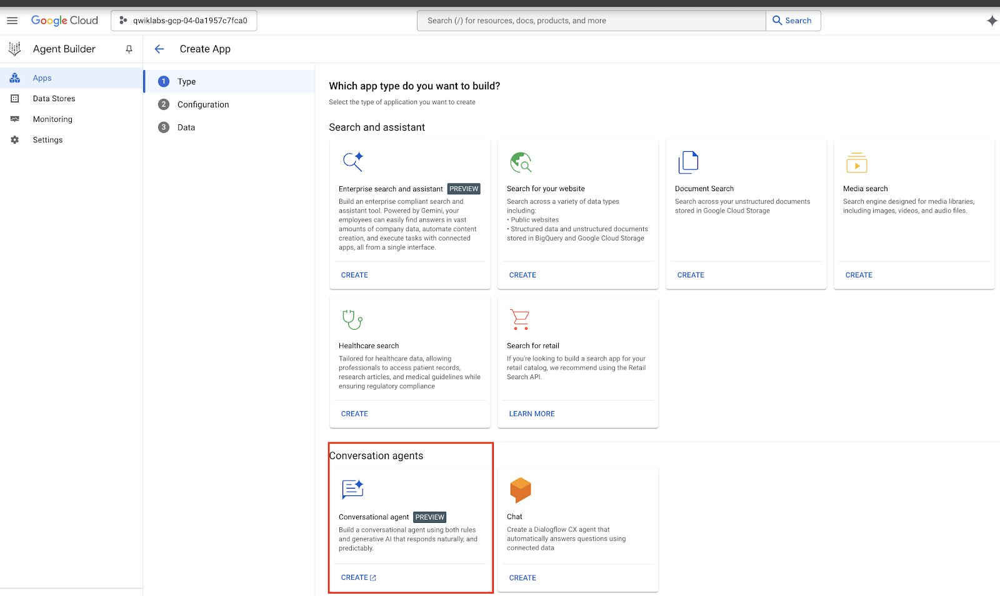 Google Cloud
qwiklabs-gcp-04-0a1957c7fca0
Search (/) for resources, docs, products, and more
Search
Agent Builder
Create App
Apps
Data Stores
Monitoring
Settings
1 Type
2 Configuration
3 Data
Which app type do you want to build?
Select the type of application you want to create
Search and assistant
Enterprise search and assistant PREVIEW
Build an enterprise compliant search and
assistant tool. Powered by Gemini, your
employees can easily find answers in vast
amounts of company data, automate content
creation, and execute tasks with connected
apps, all from a single interface.
CREATE
Search for your website
Search across a variety of data types
including:
• Public websites
• Structured data and unstructured documents
stored in BigQuery and Google Cloud Storage
CREATE
Document Search
Search across your unstructured documents
stored in Google Cloud Storage
CREATE
Media search
Search engine designed for media libraries,
including images, videos, and audio files.
CREATE
Healthcare search
Tailored for healthcare data, allowing
professionals to access patient records,
research articles, and medical guidelines while
ensuring regulatory compliance
CREATE
Search for retail
If you're looking to build a search app for your
retail catalog, we recommend using the Retail
Search API.
LEARN MORE
Conversation agents
Conversational agent PREVIEW
Build a conversational agent using both rules
and generative AI that responds naturally, and
predictably.
CREATE
Chat
Create a Dialogflow CX agent that
automatically answers questions using
connected data
CREATE